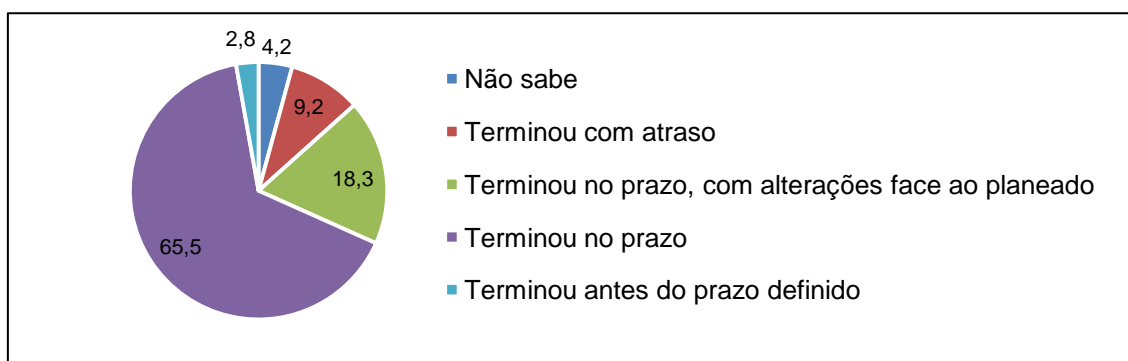 2,8
4,2
9,2
18,3
65,5
Não sabe
Terminou com atraso
Terminou no prazo, com alterações face ao planeado
Terminou no prazo
Terminou antes do prazo definido